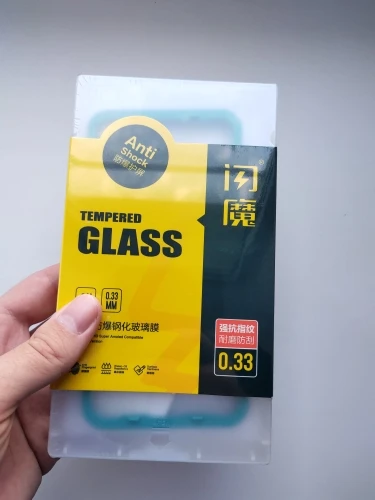 Anti
Shock
防爆护屏
闪魔®
TEMPERED
GLASS
0.33
MM
爆钢化玻璃膜
强抗指纹
耐磨防刮
0.33